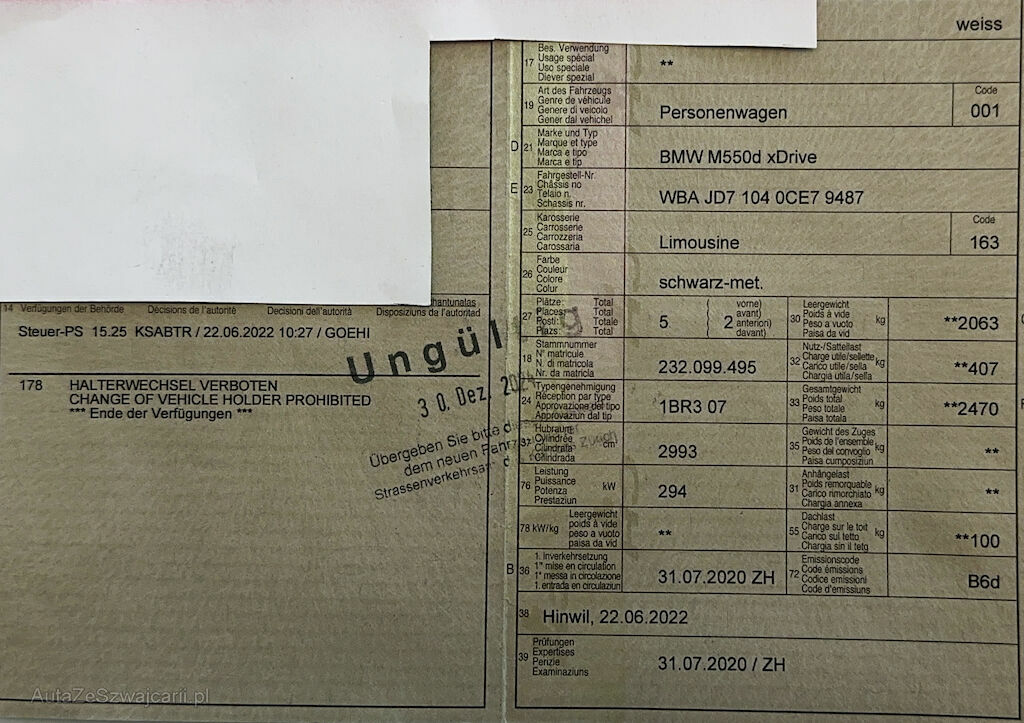 weiss
17
Bes. Verwendung
Usage spécial
Uso speciale
Diever spezial
**
19
Art des Fahrzeugs
Genre de véhicule
Genere di veicolo
Gener dal vehichel
Personenwagen
Code
001
D 21
Marke und Typ
Marque et type
Marca e tipo
Marca e tip
BMW M550d xDrive
E 23
Fahrgestell-Nr.
Châssis no
Telaio n.
Schassis nr.
WBA JD7 104 0CE7 9487
25
Karosserie
Carrosserie
Carrozzeria
Carossaria
Limousine
Code
163
26
Farbe
Couleur
Colore
Colur
schwarz-met.
14 Verfügungen der Behörde Décisions de l'autorité Decisioni dell'autorità Disposiziuns da l'autoritad
Steuer-PS 15.25 KSABTR / 22.06.2022 10:27 / GOEHI
178 HALTERWECHSEL VERBOTEN
CHANGE OF VEHICLE HOLDER PROHIBITED
*** Ende der Verfügungen ***
Ungül g
30. Dez.
Übergeben Sie bitte
dem neuen
Strassenverkehrsa
27
Plätze: Total
Places: Total
Posti: Totale
Plazs: Total
5
( vorne)
( 2 avant)
anteriori)
davant)
30
Leergewicht
Poids à vide
Peso a vuoto
Paisa da vid
kg
**2063
18
Stammnummer
N° matricule
N. di matricola
Nr. da matricla
232.099.495
32
Nutz-/Sattellast
Charge utile/sellette
Carico utile/sella
Chargia utila/sella
kg
**407
24
Typengenehmigung
Réception par type
Approvazione del tipo
Approvaziun dal tip
1BR3 07
33
Gesamtgewicht
Poids total
Peso totale
Paisa totala
kg
**2470
37
Hubraum
Cylindrée
Cilindrata
Cilindrada
cm
2993
35
Gewicht des Zuges
Poids de l'ensemble
Peso del convoglio
Paisa cumposiziun
kg
**
76
Leistung
Puissance
Potenza
Prestaziun
kW
294
31
Anhängelast
Poids remorquable
Carico rimorchiato
Chargia annexa
kg
**
78 kW/kg
Leergewicht
poids à vide
peso a vuoto
paisa da vid
**
55
Dachlast
Charge sur le toit
Carico sul tetto
Chargia sin il tetg
kg
**100
B 36
1. Inverkehrsetzung
1re mise en circulation
1a messa in circolazione
1. entrada en circulaziun
31.07.2020 ZH
72
Emissionscode
Code émissions
Codice emissioni
Code d'emissiuns
B6d
38 Hinwil, 22.06.2022
39
Prüfungen
Expertises
Perizie
Examinaziuns
31.07.2020 / ZH
AutaZeSzwajcarii.pl